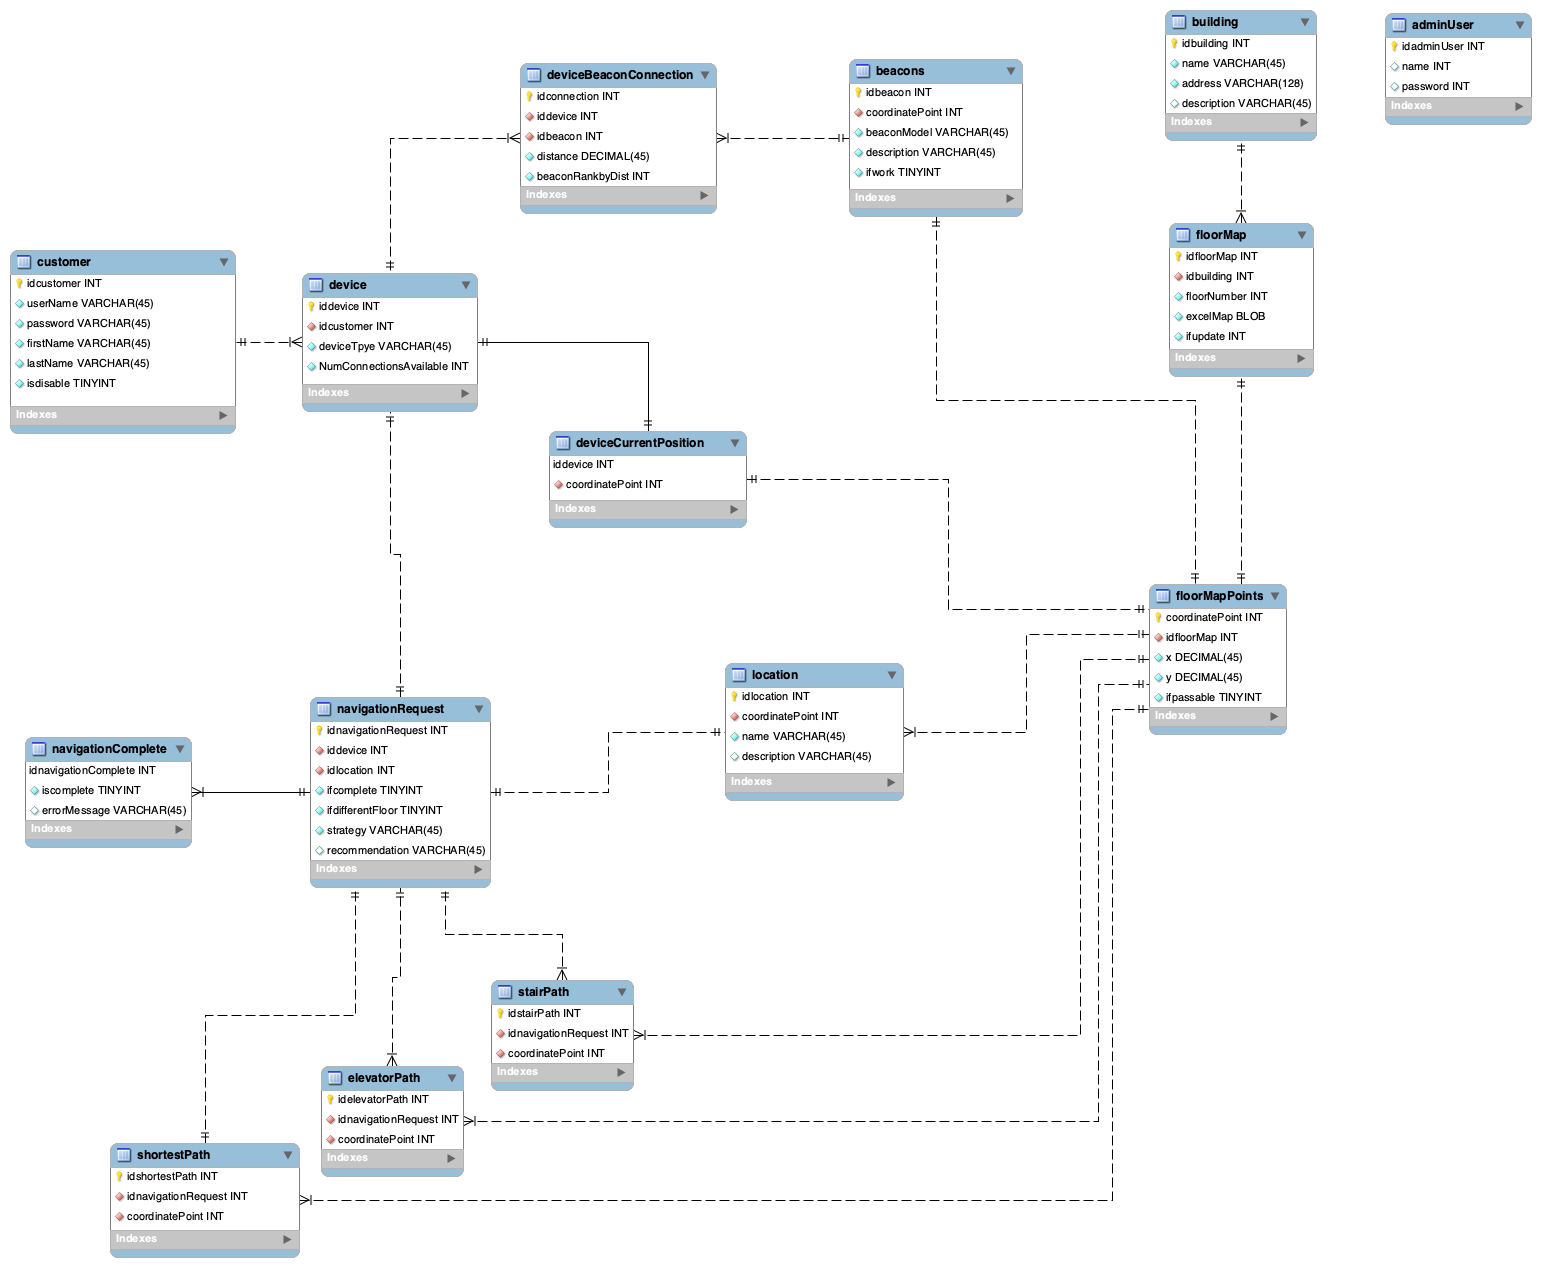 building
idbuilding INT
name VARCHAR(45)
address VARCHAR(128)
description VARCHAR(45)
Indexes
adminUser
idadminUser INT
name INT
password INT
Indexes
deviceBeaconConnection
idconnection INT
iddevice INT
idbeacon INT
distance DECIMAL(45)
beaconRankbyDist INT
Indexes
beacons
idbeacon INT
coordinatePoint INT
beaconModel VARCHAR(45)
description VARCHAR(45)
ifwork TINYINT
Indexes
floorMap
idfloorMap INT
idbuilding INT
floorNumber INT
excelMap BLOB
ifupdate INT
Indexes
customer
idcustomer INT
userName VARCHAR(45)
password VARCHAR(45)
firstName VARCHAR(45)
lastName VARCHAR(45)
isdisable TINYINT
Indexes
device
iddevice INT
idcustomer INT
deviceTpye VARCHAR(45)
NumConnectionsAvailable INT
Indexes
deviceCurrentPosition
iddevice INT
coordinatePoint INT
Indexes
floorMapPoints
coordinatePoint INT
idfloorMap INT
x DECIMAL(45)
y DECIMAL(45)
ifpassable TINYINT
Indexes
location
idlocation INT
coordinatePoint INT
name VARCHAR(45)
description VARCHAR(45)
Indexes
navigationRequest
idnavigationRequest INT
iddevice INT
idlocation INT
ifcomplete TINYINT
ifdifferentFloor TINYINT
strategy VARCHAR(45)
recommendation VARCHAR(45)
Indexes
navigationComplete
idnavigationComplete INT
iscomplete TINYINT
errorMessage VARCHAR(45)
Indexes
stairPath
idstairPath INT
idnavigationRequest INT
coordinatePoint INT
Indexes
elevatorPath
idelevatorPath INT
idnavigationRequest INT
coordinatePoint INT
Indexes
shortestPath
idshortestPath INT
idnavigationRequest INT
coordinatePoint INT
Indexes